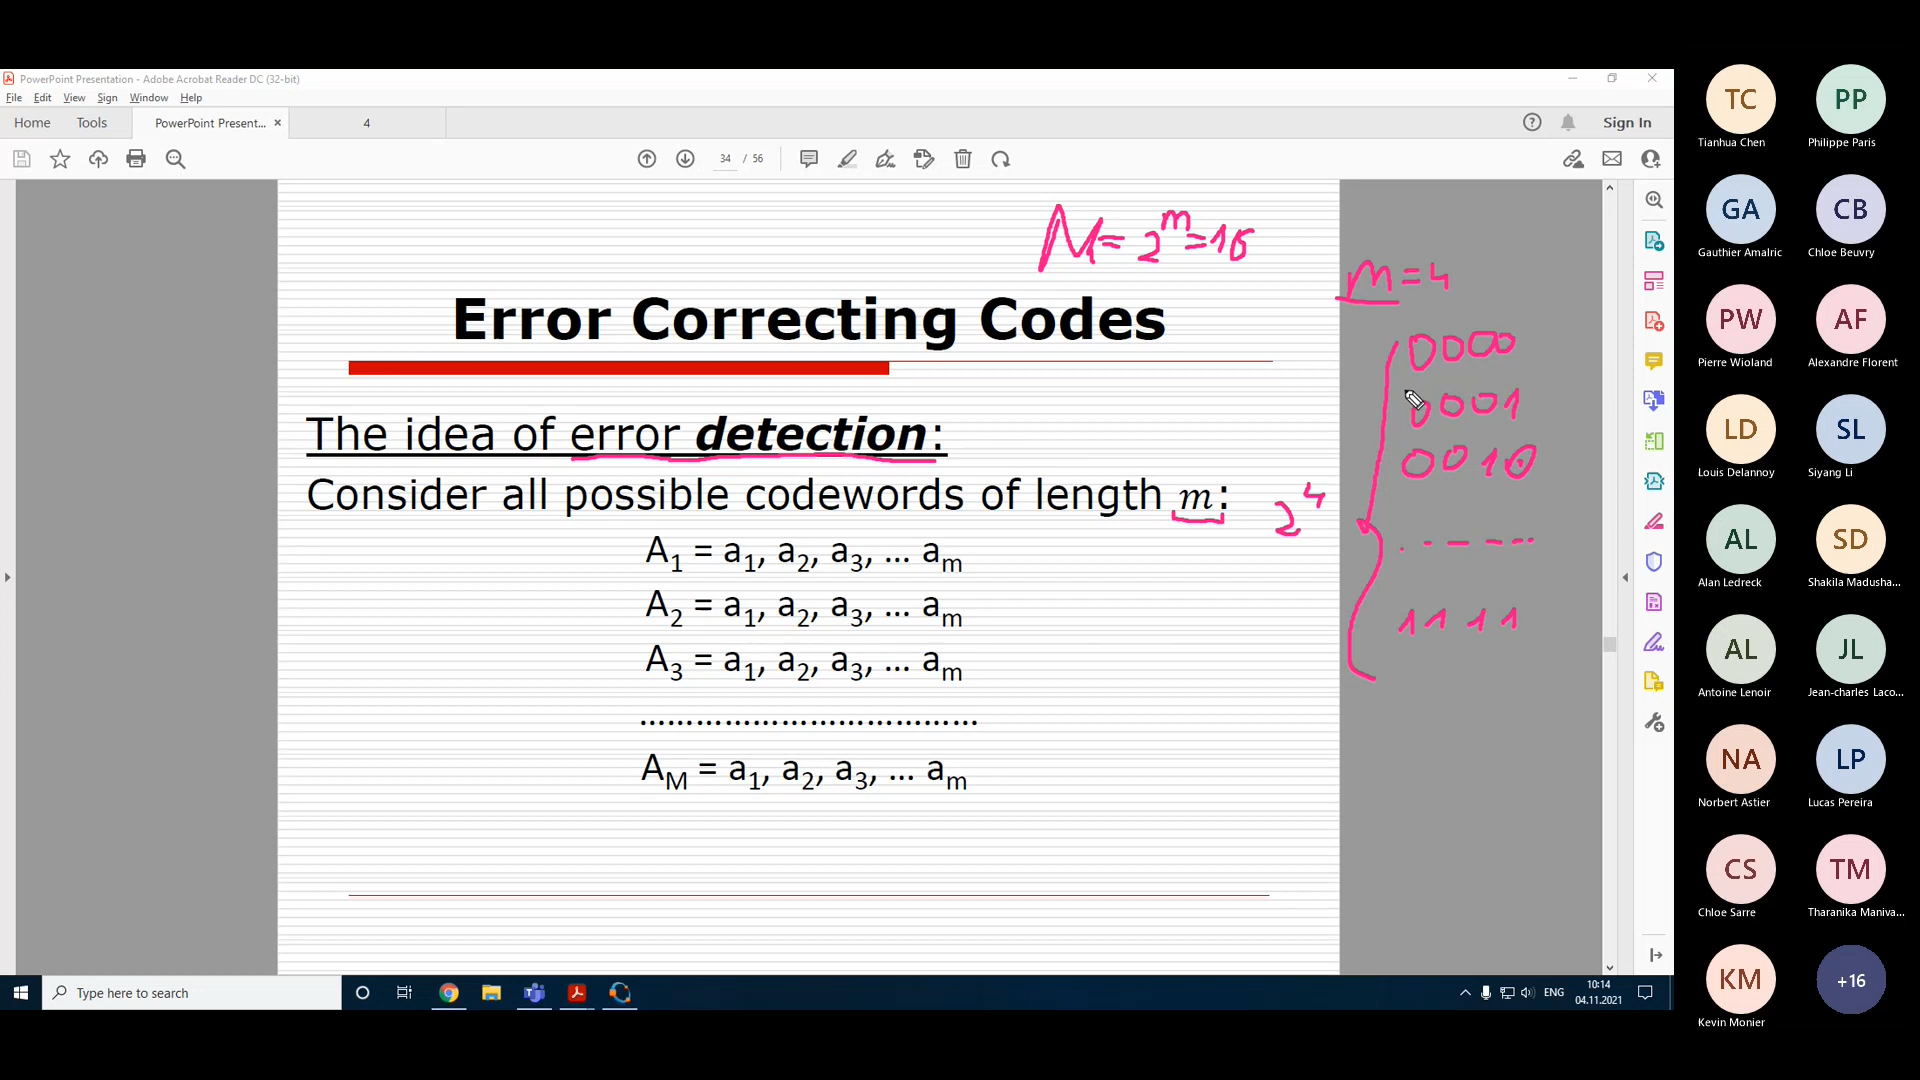 PowerPoint Presentation - Adobe Acrobat Reader DC (32-bit)
File Edit View Sign Window Help
Home Tools PowerPoint Present... × 4 Sign In
34 / 56
M = 2^m = 16
m = 4
Error Correcting Codes
0000
0001
The idea of error detection:
0010
Consider all possible codewords of length m:
2^4
A1 = a1, a2, a3, ... am
A2 = a1, a2, a3, ... am
1111
A3 = a1, a2, a3, ... am
.................................
AM = a1, a2, a3, ... am
Type here to search
ENG
10:14
04.11.2021
TC PP
Tianhua Chen Philippe Paris
GA CB
Gauthier Amalric Chloe Beuvry
PW AF
Pierre Wioland Alexandre Florent
LD SL
Louis Delannoy Siyang Li
AL SD
Alan Ledreck Shakila Madusha...
AL JL
Antoine Lenoir Jean-charles Laco...
NA LP
Norbert Astier Lucas Pereira
CS TM
Chloe Sarre Tharanika Maniva...
KM +16
Kevin Monier